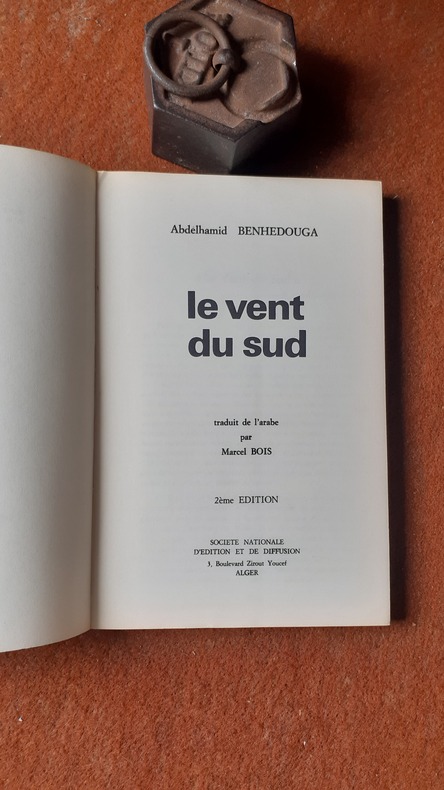 Abdelhamid BENHEDOUGA
le vent
du sud
traduit de l'arabe
par
Marcel BOIS
2ème EDITION
SOCIETE NATIONALE
D'EDITION ET DE DIFFUSION
3, Boulevard Zirout Youcef
ALGER